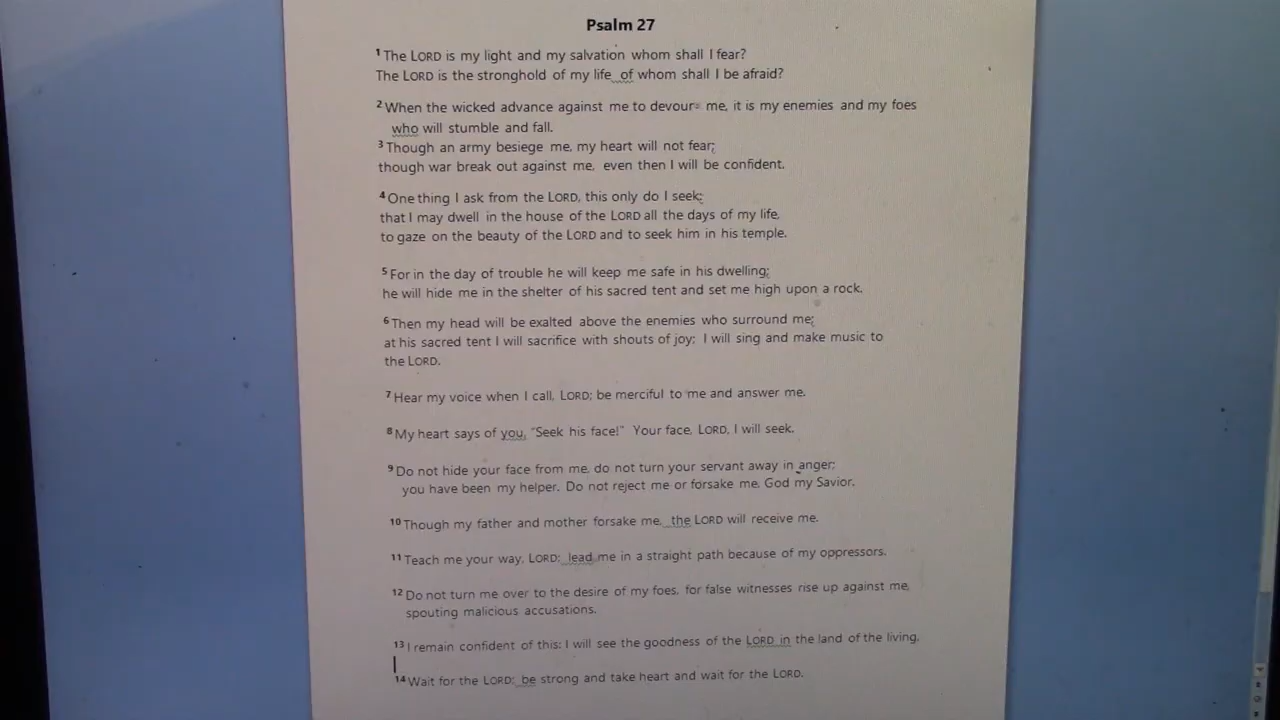 Psalm 27
1 The LORD is my light and my salvation whom shall I fear?
The LORD is the stronghold of my life of whom shall I be afraid?
2 When the wicked advance against me to devour me, it is my enemies and my foes
who will stumble and fall.
3 Though an army besiege me, my heart will not fear;
though war break out against me, even then I will be confident.
4 One thing I ask from the LORD, this only do I seek:
that I may dwell in the house of the LORD all the days of my life,
to gaze on the beauty of the LORD and to seek him in his temple.
5 For in the day of trouble he will keep me safe in his dwelling;
he will hide me in the shelter of his sacred tent and set me high upon a rock.
6 Then my head will be exalted above the enemies who surround me;
at his sacred tent I will sacrifice with shouts of joy; I will sing and make music to
the LORD.
7 Hear my voice when I call, LORD; be merciful to me and answer me.
8 My heart says of you, "Seek his face!" Your face, LORD, I will seek.
9 Do not hide your face from me, do not turn your servant away in anger;
you have been my helper. Do not reject me or forsake me, God my Savior.
10 Though my father and mother forsake me, the LORD will receive me.
11 Teach me your way, LORD; lead me in a straight path because of my oppressors.
12 Do not turn me over to the desire of my foes, for false witnesses rise up against me,
spouting malicious accusations.
13 I remain confident of this: I will see the goodness of the LORD in the land of the living.
14 Wait for the LORD; be strong and take heart and wait for the LORD.